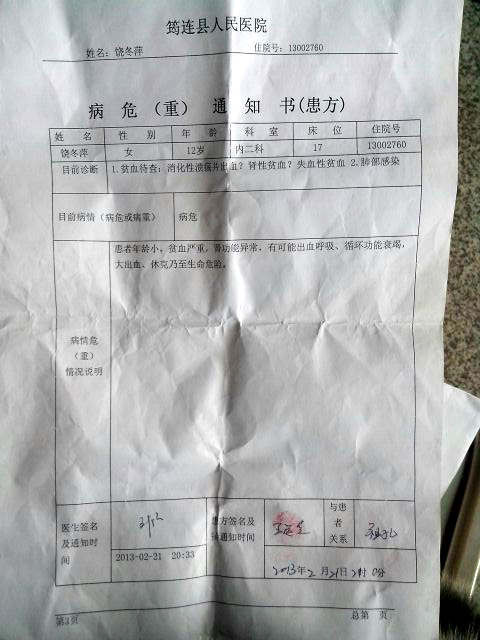 筠连县人民医院
姓名：饶冬萍 住院号：13002760
病 危 （重） 通 知 书(患方)
姓 名 性 别 年 龄 科 室 床 位 住院号
饶冬萍 女 12岁 内二科 17 13002760
目前诊断 1.贫血待查：消化性溃疡并出血？肾性贫血？失血性贫血 2.肺部感染
目前病情（病危或病重） 病危
患者年龄小，贫血严重，肾功能异常，有可能出血呼吸、循环功能衰竭，
大出血、休克乃至生命危险。
病情危
（重）
情况说明
医生签名
及通知时
间
2013-02-21 20:33
患方签名及
接通知时间
与患
者
关系
2013年2月21日21时0分
第3页 总第 页